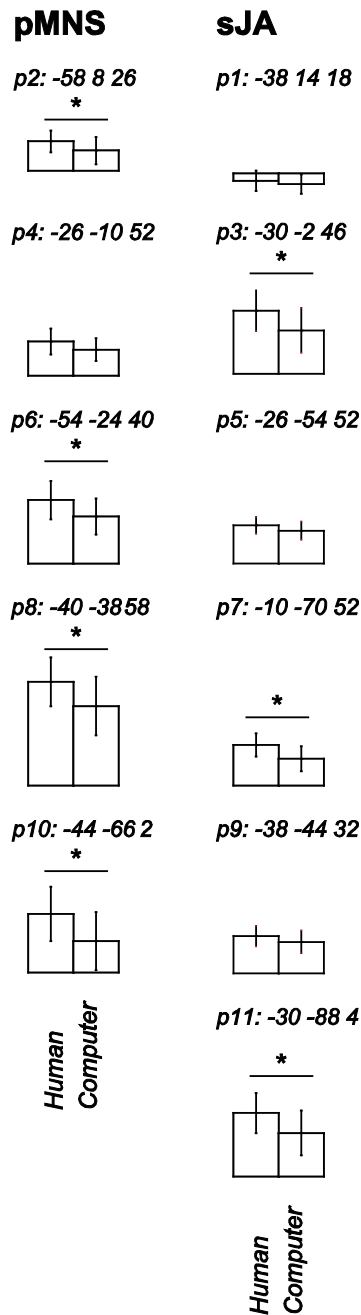 pMNS sJA
p2: -58 8 26 p1: -38 14 18
*
p4: -26 -10 52 p3: -30 -2 46
*
p6: -54 -24 40 p5: -26 -54 52
*
p8: -40 -38 58 p7: -10 -70 52
*
*
p10: -44 -66 2 p9: -38 -44 32
*
Human
Computer
p11: -30 -88 4
*
Human
Computer